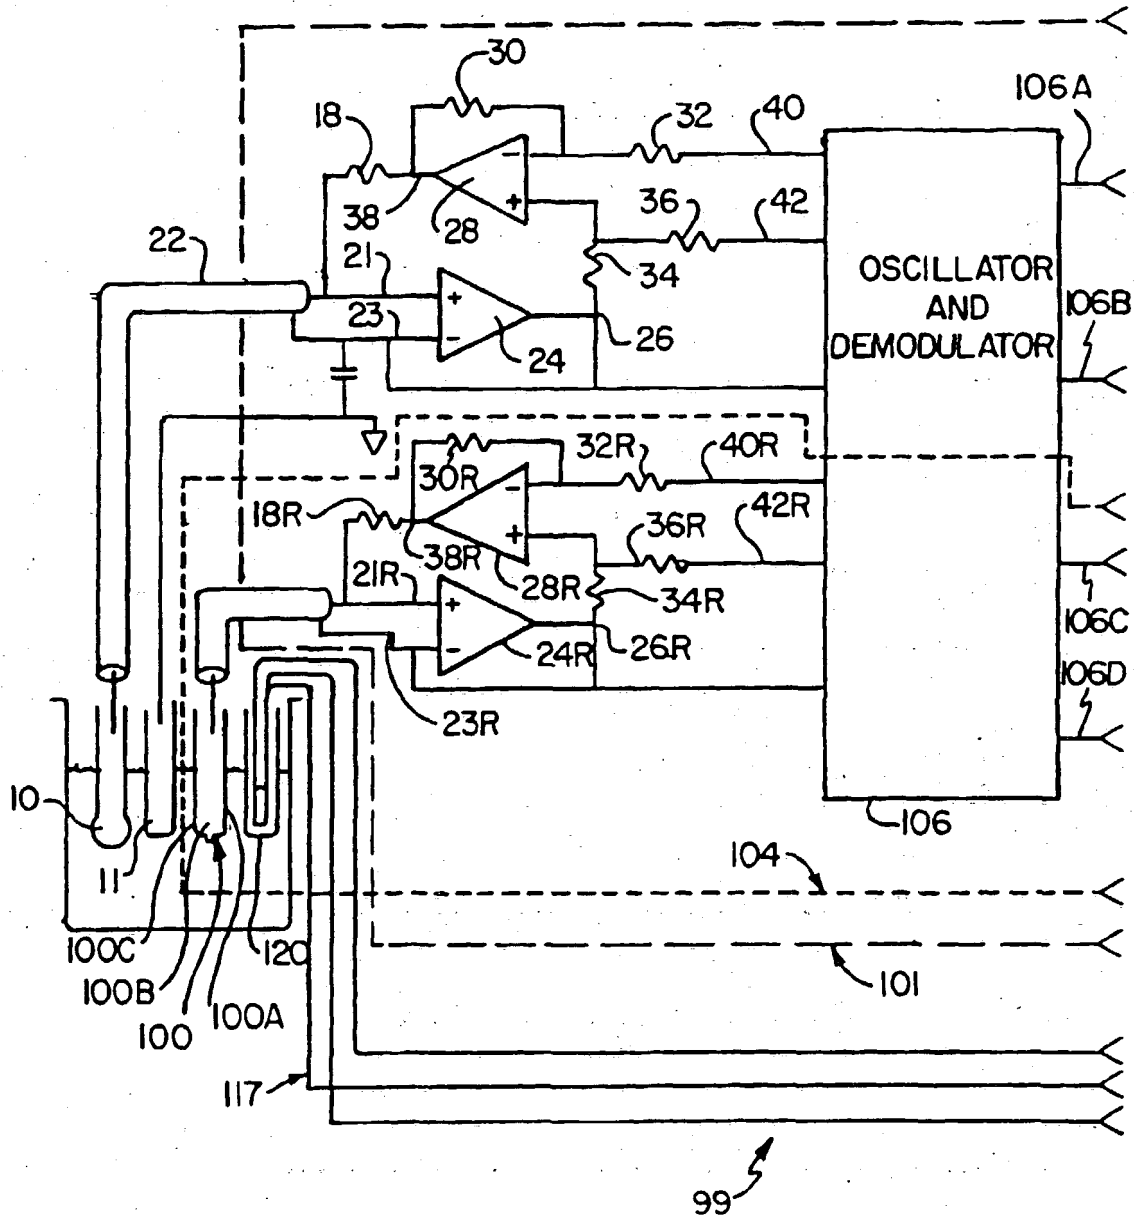 30
106A
18
32
40
−
+
38
28
36
42
22
21
34
OSCILLATOR
AND
DEMODULATOR
+
23
26
106B
−
24
30R
32R
40R
−
18R
+
36R
42R
38R
28R
21R
34R
106C
+
−
24R
26R
23R
106D
10
11
106
104
100C
120
100B
100A
101
100
117
99